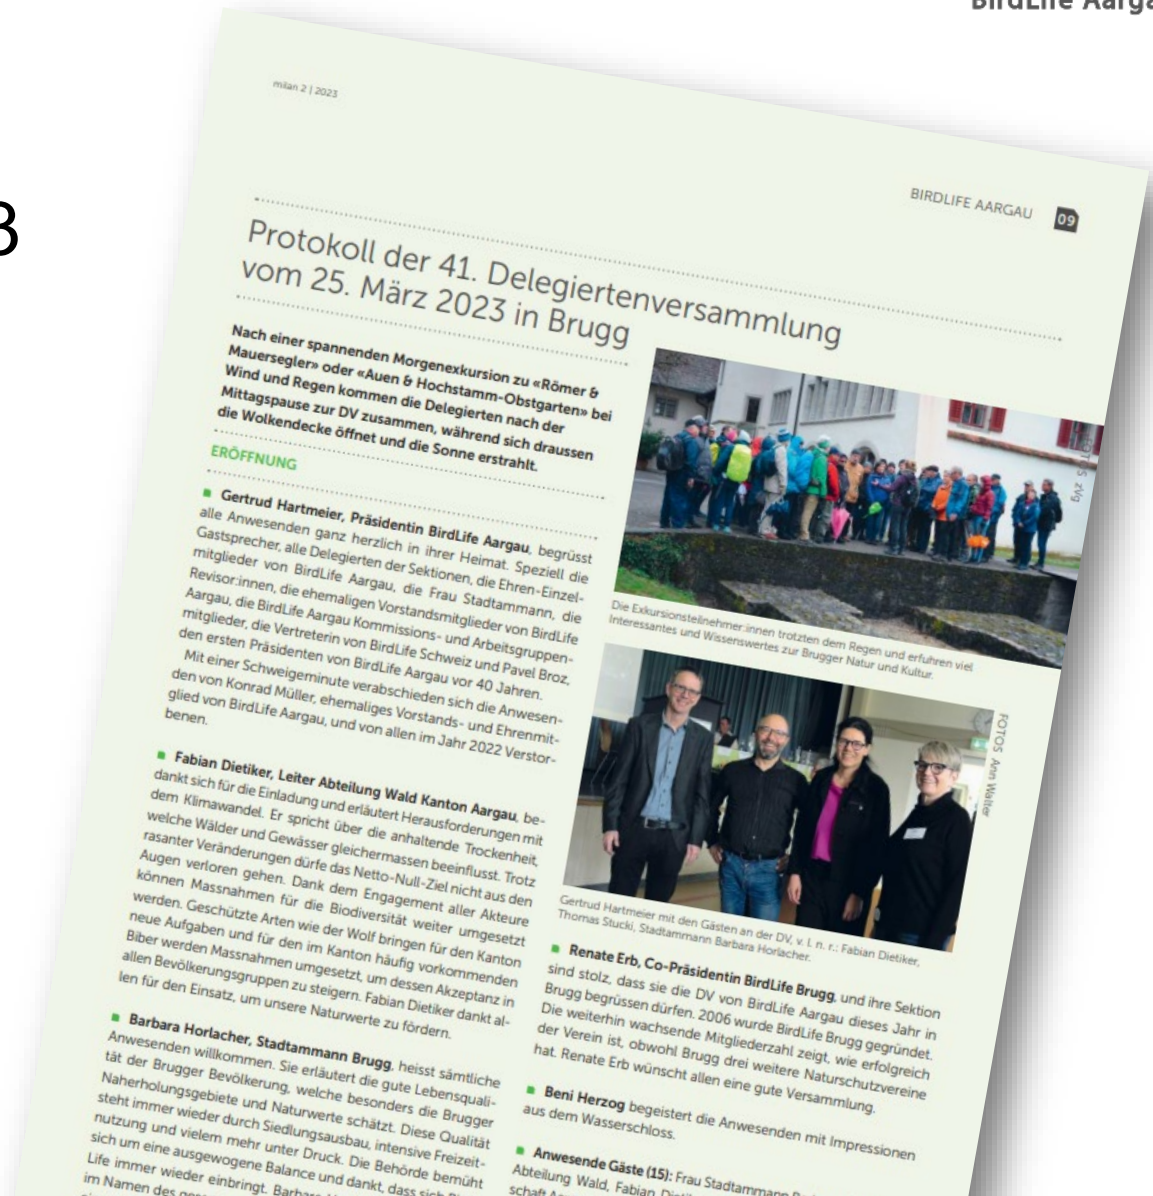 BirdLife Aarga
3
milan 2 | 2023
BIRDLIFE AARGAU 09
Protokoll der 41. Delegiertenversammlung
vom 25. März 2023 in Brugg
Nach einer spannenden Morgenexkursion zu «Römer &
Mauersegler» oder «Auen & Hochstamm-Obstgarten» bei
Wind und Regen kommen die Delegierten nach der
Mittagspause zur DV zusammen, während sich draussen
die Wolkendecke öffnet und die Sonne erstrahlt.
ERÖFFNUNG
Gertrud Hartmeier, Präsidentin BirdLife Aargau, begrüsst
alle Anwesenden ganz herzlich in ihrer Heimat. Speziell die
Gastsprecher, alle Delegierten der Sektionen, die Ehren-Einzel-
mitglieder von BirdLife Aargau, die Frau Stadtammann, die
Revisor:innen, die ehemaligen Vorstandsmitglieder von BirdLife
Aargau, die BirdLife Aargau Kommissions- und Arbeitsgruppen-
mitglieder, die Vertreterin von BirdLife Schweiz und Pavel Broz,
den ersten Präsidenten von BirdLife Aargau vor 40 Jahren.
Mit einer Schweigeminute verabschieden sich die Anwesen-
den von Konrad Müller, ehemaliges Vorstands- und Ehrenmit-
glied von BirdLife Aargau, und von allen im Jahr 2022 Verstor-
benen.
Fabian Dietiker, Leiter Abteilung Wald Kanton Aargau, be-
dankt sich für die Einladung und erläutert Herausforderungen mit
dem Klimawandel. Er spricht über die anhaltende Trockenheit,
welche Wälder und Gewässer gleichermassen beeinflusst. Trotz
rasanter Veränderungen dürfe das Netto-Null-Ziel nicht aus den
Augen verloren gehen. Dank dem Engagement aller Akteure
können Massnahmen für die Biodiversität weiter umgesetzt
werden. Geschützte Arten wie der Wolf bringen für den Kanton
neue Aufgaben und für den im Kanton häufig vorkommenden
Biber werden Massnahmen umgesetzt, um dessen Akzeptanz in
allen Bevölkerungsgruppen zu steigern. Fabian Dietiker dankt al-
len für den Einsatz, um unsere Naturwerte zu fördern.
Barbara Horlacher, Stadtammann Brugg, heisst sämtliche
Anwesenden willkommen. Sie erläutert die gute Lebensquali-
tät der Brugger Bevölkerung, welche besonders die Brugger
Naherholungsgebiete und Naturwerte schätzt. Diese Qualität
steht immer wieder durch Siedlungsausbau, intensive Freizeit-
nutzung und vielem mehr unter Druck. Die Behörde bemüht
sich um eine ausgewogene Balance und dankt, dass sich
Life immer wieder einbringt.
im Namen des
zVg
Die Exkursionsteilnehmer:innen trotzten dem Regen und erfuhren viel
Interessantes und Wissenswertes zur Brugger Natur und Kultur.
FOTOS Ann Walter
Gertrud Hartmeier mit den Gästen an der DV, v. l. n. r.: Fabian Dietiker,
Thomas Stucki, Stadtammann Barbara Horlacher.
Renate Erb, Co-Präsidentin BirdLife Brugg, und ihre Sektion
sind stolz, dass sie die DV von BirdLife Aargau dieses Jahr in
Brugg begrüssen dürfen. 2006 wurde BirdLife Brugg gegründet.
Die weiterhin wachsende Mitgliederzahl zeigt, wie erfolgreich
der Verein ist, obwohl Brugg drei weitere Naturschutzvereine
hat. Renate Erb wünscht allen eine gute Versammlung.
Beni Herzog begeistert die Anwesenden mit Impressionen
aus dem Wasserschloss.
Anwesende Gäste (15): Frau Stadtammann
Abteilung Wald, Fabian